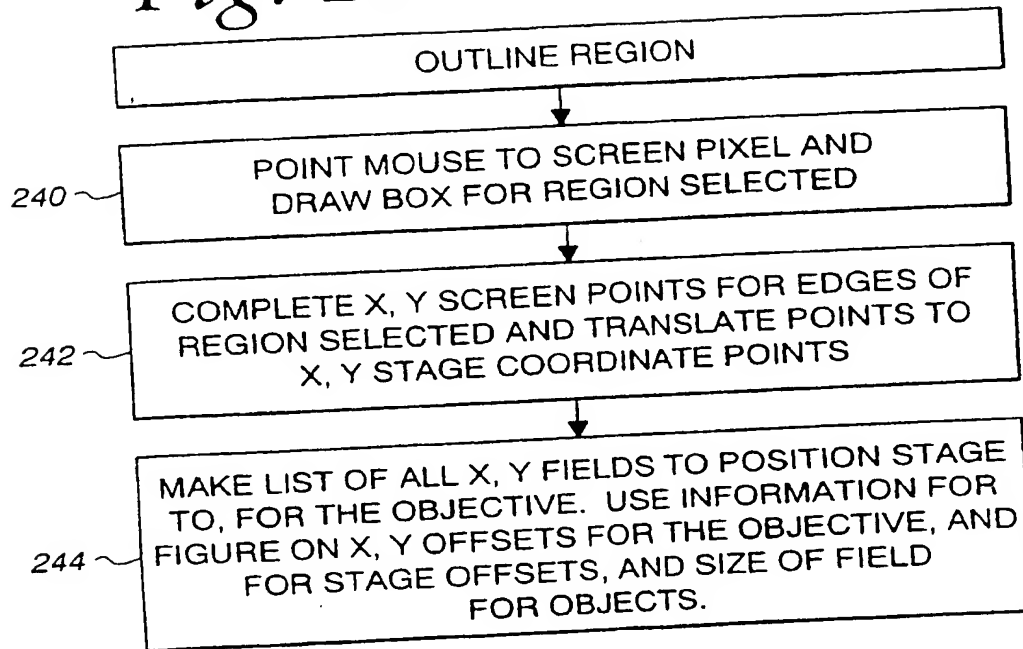 Fig.
OUTLINE REGION
240
POINT MOUSE TO SCREEN PIXEL AND
DRAW BOX FOR REGION SELECTED
242
COMPLETE X, Y SCREEN POINTS FOR EDGES OF
REGION SELECTED AND TRANSLATE POINTS TO
X, Y STAGE COORDINATE POINTS
244
MAKE LIST OF ALL X, Y FIELDS TO POSITION STAGE
TO, FOR THE OBJECTIVE. USE INFORMATION FOR
FIGURE ON X, Y OFFSETS FOR THE OBJECTIVE, AND
FOR STAGE OFFSETS, AND SIZE OF FIELD
FOR OBJECTS.